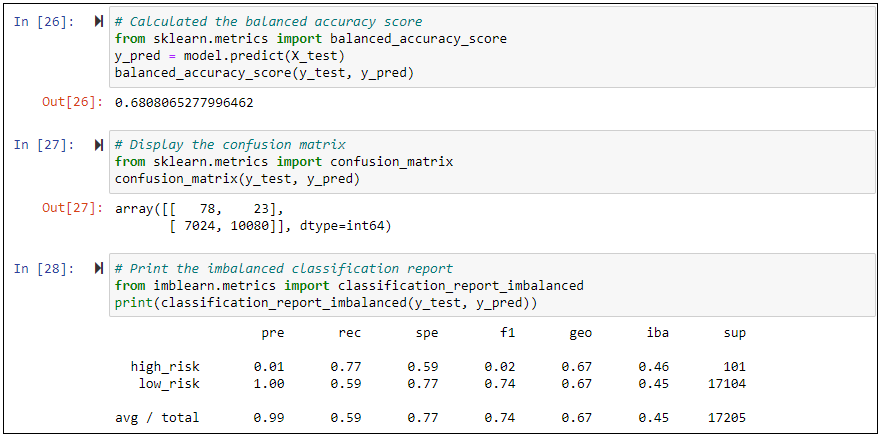 In [26]: # Calculated the balanced accuracy score
from sklearn.metrics import balanced_accuracy_score
y_pred = model.predict(X_test)
balanced_accuracy_score(y_test, y_pred)
Out[26]: 0.6808065277996462
In [27]: # Display the confusion matrix
from sklearn.metrics import confusion_matrix
confusion_matrix(y_test, y_pred)
Out[27]: array([[   78,    23],
       [ 7024, 10080]], dtype=int64)
In [28]: # Print the imbalanced classification report
from imblearn.metrics import classification_report_imbalanced
print(classification_report_imbalanced(y_test, y_pred))
pre rec spe f1 geo iba sup
high_risk 0.01 0.77 0.59 0.02 0.67 0.46 101
low_risk 1.00 0.59 0.77 0.74 0.67 0.45 17104
avg / total 0.99 0.59 0.77 0.74 0.67 0.45 17205